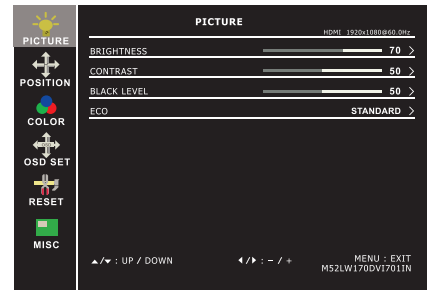 PICTURE
HDMI 1920x1080@60.0Hz
PICTURE
BRIGHTNESS 70 >
CONTRAST 50 >
BLACK LEVEL 50 >
ECO STANDARD >
POSITION
COLOR
OSD SET
RESET
MISC
▲/▼ : UP / DOWN ◀/▶ : – / + MENU : EXIT
M52LW170DVI701IN